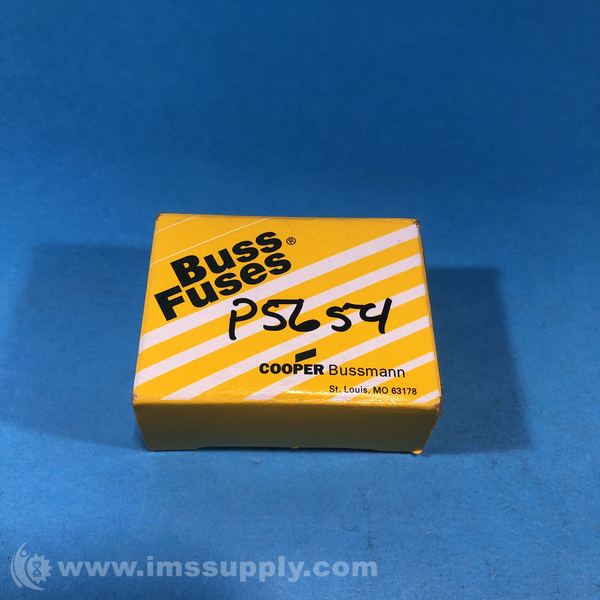 Buss®
Fuses
P5654
COOPER Bussmann
St. Louis, MO 63178
www.imssupply.com